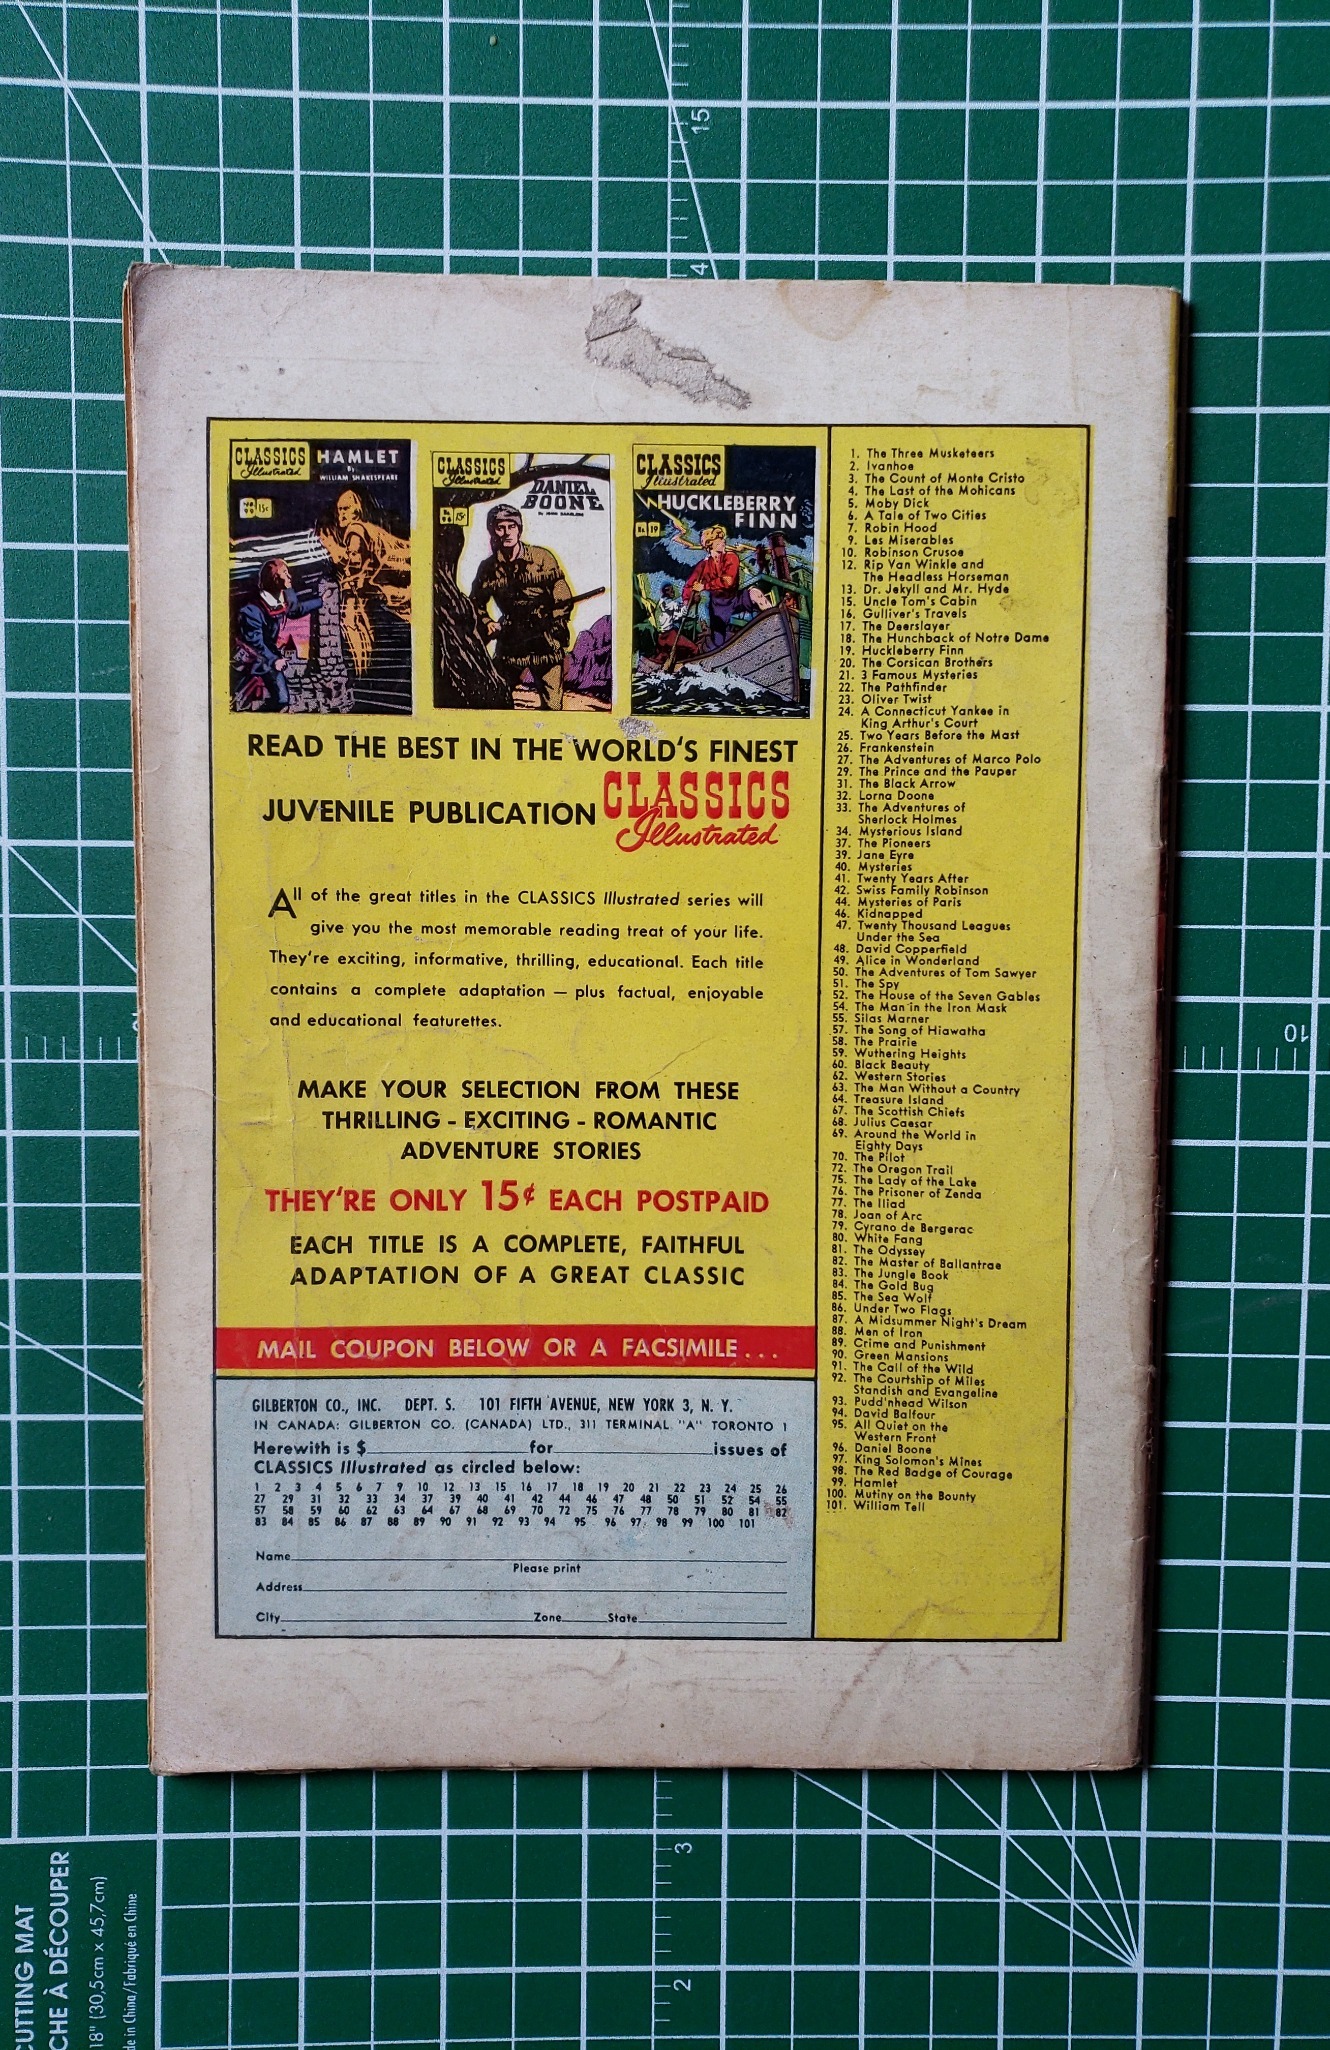 15
4
CLASSICS
Illustrated
HAMLET
By
WILLIAM SHAKESPEARE
15¢
CLASSICS
Illustrated
DANIEL
BOONE
15¢
CLASSICS
Illustrated
HUCKLEBERRY
FINN
No. 19
READ THE BEST IN THE WORLD'S FINEST
JUVENILE PUBLICATION CLASSICS
Illustrated
All of the great titles in the CLASSICS Illustrated series will
give you the most memorable reading treat of your life.
They're exciting, informative, thrilling, educational. Each title
contains a complete adaptation — plus factual, enjoyable
and educational featurettes.
MAKE YOUR SELECTION FROM THESE
THRILLING - EXCITING - ROMANTIC
ADVENTURE STORIES
THEY'RE ONLY 15¢ EACH POSTPAID
EACH TITLE IS A COMPLETE, FAITHFUL
ADAPTATION OF A GREAT CLASSIC
MAIL COUPON BELOW OR A FACSIMILE...
GILBERTON CO., INC. DEPT. S. 101 FIFTH AVENUE, NEW YORK 3, N. Y.
IN CANADA: GILBERTON CO. (CANADA) LTD., 311 TERMINAL "A" TORONTO 1
Herewith is $ for issues of
CLASSICS Illustrated as circled below:
1 2 3 4 5 6 7 9 10 12 13 15 16 17 18 19 20 21 22 23 24 25 26
27 29 31 32 33 34 37 39 40 41 42 44 46 47 48 50 51 52 54 55
57 58 59 60 62 63 64 67 68 69 70 72 75 76 77 78 79 80 81 82
83 84 85 86 87 88 89 90 91 92 93 94 95 96 97 98 99 100 101
Name
Please print
Address
City Zone State
1. The Three Musketeers
2. Ivanhoe
3. The Count of Monte Cristo
4. The Last of the Mohicans
5. Moby Dick
6. A Tale of Two Cities
7. Robin Hood
9. Les Miserables
10. Robinson Crusoe
12. Rip Van Winkle and
The Headless Horseman
13. Dr. Jekyll and Mr. Hyde
15. Uncle Tom's Cabin
16. Gulliver's Travels
17. The Deerslayer
18. The Hunchback of Notre Dame
19. Huckleberry Finn
20. The Corsican Brothers
21. 3 Famous Mysteries
22. The Pathfinder
23. Oliver Twist
24. A Connecticut Yankee in
King Arthur's Court
25. Two Years Before the Mast
26. Frankenstein
27. The Adventures of Marco Polo
29. The Prince and the Pauper
31. The Black Arrow
32. Lorna Doone
33. The Adventures of
Sherlock Holmes
34. Mysterious Island
37. The Pioneers
39. Jane Eyre
40. Mysteries
41. Twenty Years After
42. Swiss Family Robinson
44. Mysteries of Paris
46. Kidnapped
47. Twenty Thousand Leagues
Under the Sea
48. David Copperfield
49. Alice in Wonderland
50. The Adventures of Tom Sawyer
51. The Spy
52. The House of the Seven Gables
54. The Man in the Iron Mask
55. Silas Marner
57. The Song of Hiawatha
58. The Prairie
59. Wuthering Heights
60. Black Beauty
62. Western Stories
63. The Man Without a Country
64. Treasure Island
67. The Scottish Chiefs
68. Julius Caesar
69. Around the World in
Eighty Days
70. The Pilot
72. The Oregon Trail
75. The Lady of the Lake
76. The Prisoner of Zenda
77. The Iliad
78. Joan of Arc
79. Cyrano de Bergerac
80. White Fang
81. The Odyssey
82. The Master of Ballantrae
83. The Jungle Book
84. The Gold Bug
85. The Sea Wolf
86. Under Two Flags
87. A Midsummer Night's Dream
88. Men of Iron
89. Crime and Punishment
90. Green Mansions
91. The Call of the Wild
92. The Courtship of Miles
Standish and Evangeline
93. Pudd'nhead Wilson
94. David Balfour
95. All Quiet on the
Western Front
96. Daniel Boone
97. King Solomon's Mines
98. The Red Badge of Courage
99. Hamlet
100. Mutiny on the Bounty
101. William Tell
10
3
2
CUTTING MAT
CHE À DÉCOUPER
18" (30,5cm x 45,7cm)
de in China/Fabriqué en Chine